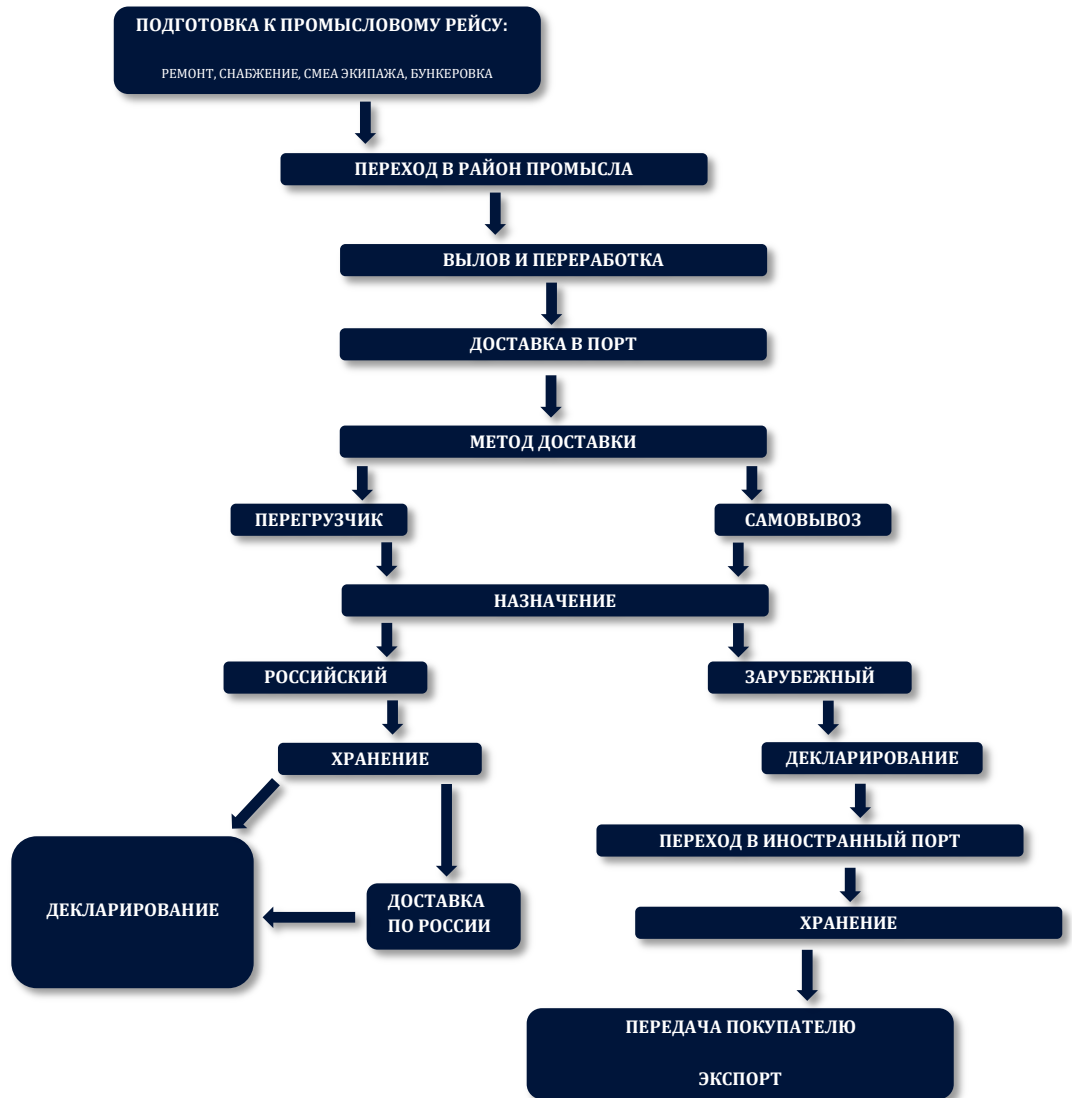 ПОДГОТОВКА К ПРОМЫСЛОВОМУ РЕЙСУ:
РЕМОНТ, СНАБЖЕНИЕ, СМЕА ЭКИПАЖА, БУНКЕРОВКА
ПЕРЕХОД В РАЙОН ПРОМЫСЛА
ВЫЛОВ И ПЕРЕРАБОТКА
ДОСТАВКА В ПОРТ
МЕТОД ДОСТАВКИ
ПЕРЕГРУЗЧИК
САМОВЫВОЗ
НАЗНАЧЕНИЕ
РОССИЙСКИЙ
ЗАРУБЕЖНЫЙ
ХРАНЕНИЕ
ДЕКЛАРИРОВАНИЕ
ПЕРЕХОД В ИНОСТРАННЫЙ ПОРТ
ДЕКЛАРИРОВАНИЕ
ДОСТАВКА
ПО РОССИИ
ХРАНЕНИЕ
ПЕРЕДАЧА ПОКУПАТЕЛЮ
ЭКСПОРТ